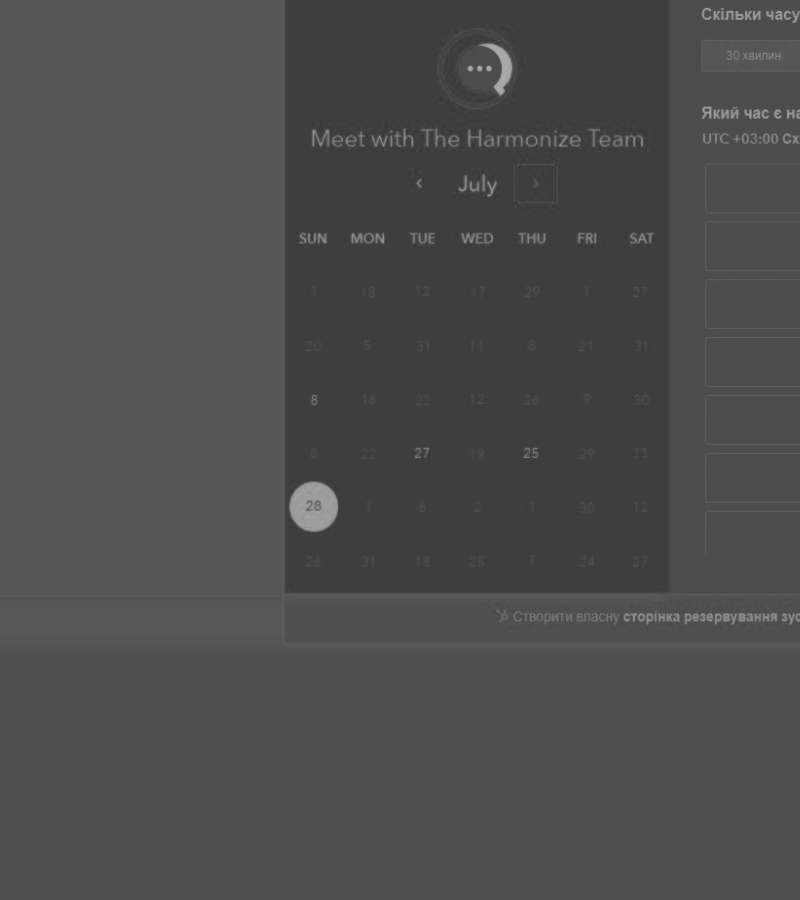 Скільки часу
30 хвилин
Meet with The Harmonize Team
Який час є на
UTC +03:00 Сх
July
SUN MON TUE WED THU FRI SAT
1 18 12 17 29 1 27
20 5 31 11 8 21 31
8 16 22 12 26 9 30
8 22 27 19 25 29 13
28 1 6 2 1 30 12
26 31 18 25 7 24 27
Створити власну сторінка резервування зус